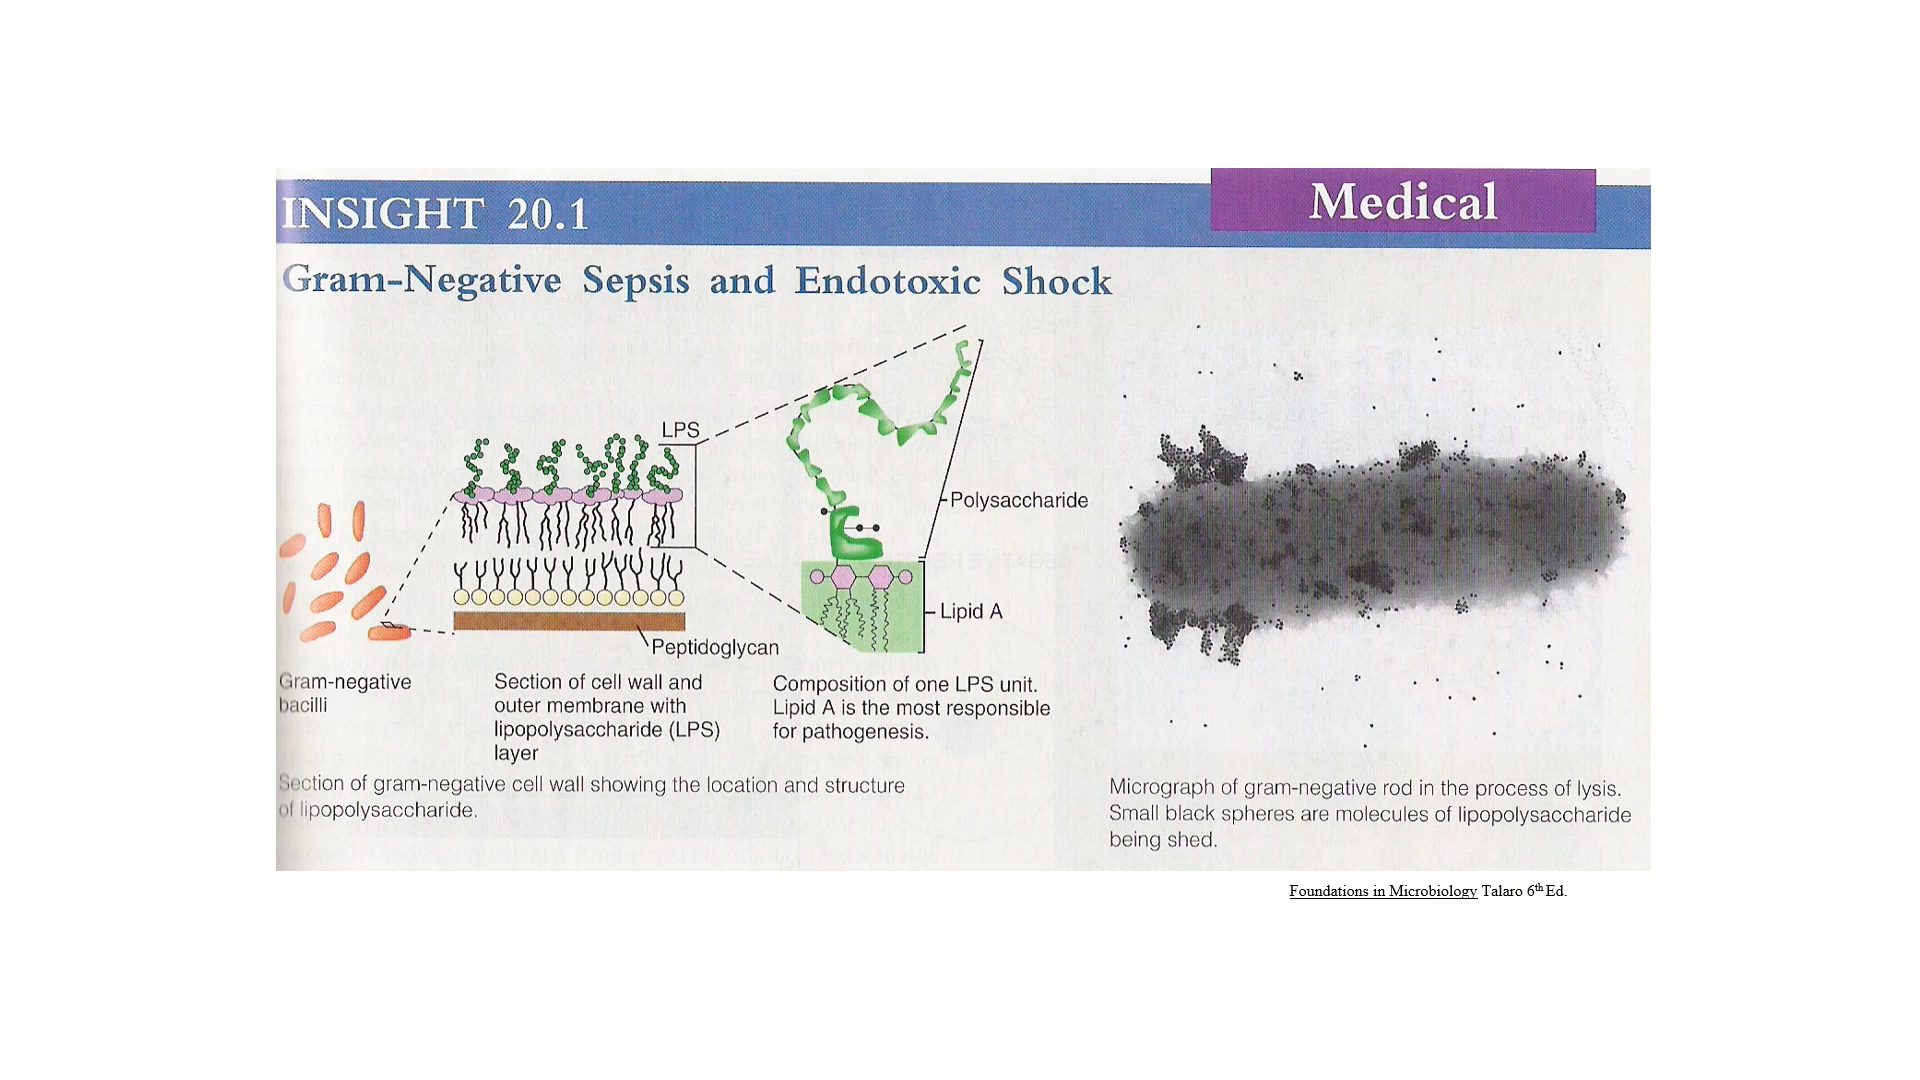 INSIGHT 20.1
Medical
Gram-Negative Sepsis and Endotoxic Shock
LPS
Polysaccharide
Lipid A
Peptidoglycan
Gram-negative
bacilli
Section of cell wall and
outer membrane with
lipopolysaccharide (LPS)
layer
Composition of one LPS unit.
Lipid A is the most responsible
for pathogenesis.
Section of gram-negative cell wall showing the location and structure
of lipopolysaccharide.
Micrograph of gram-negative rod in the process of lysis.
Small black spheres are molecules of lipopolysaccharide
being shed.
Foundations in Microbiology Talaro 6th Ed.